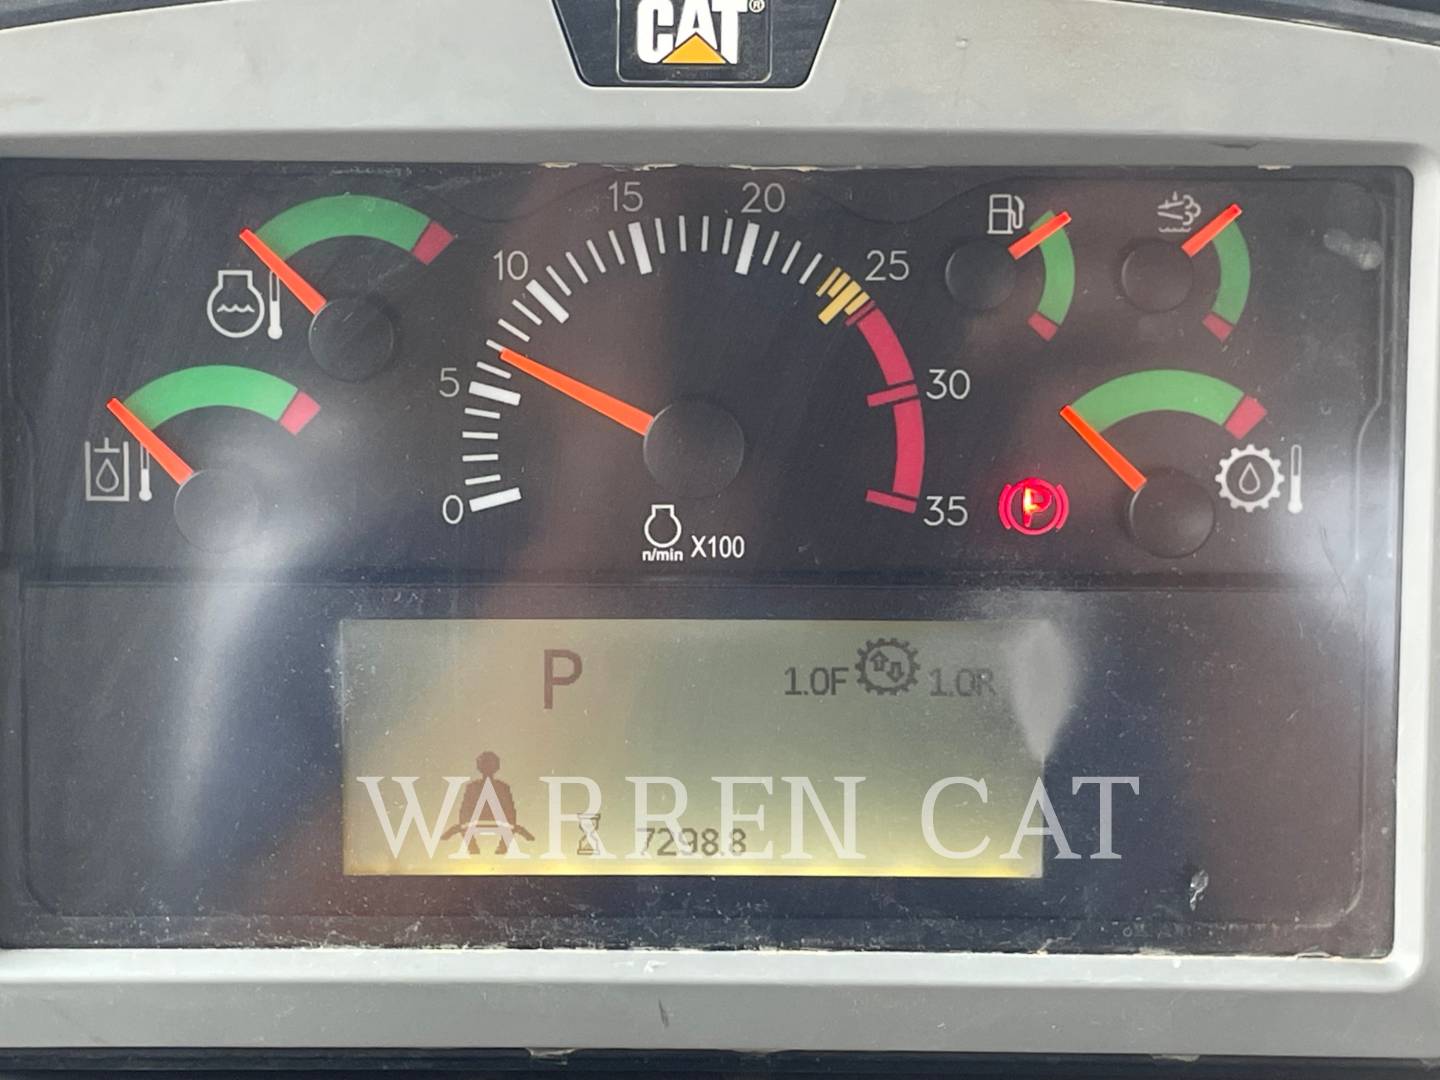 CAT®
15 20
10 25
5 30
0 35
P
n/min X100
P 1.0F 1.0R
7298.8
WARREN CAT